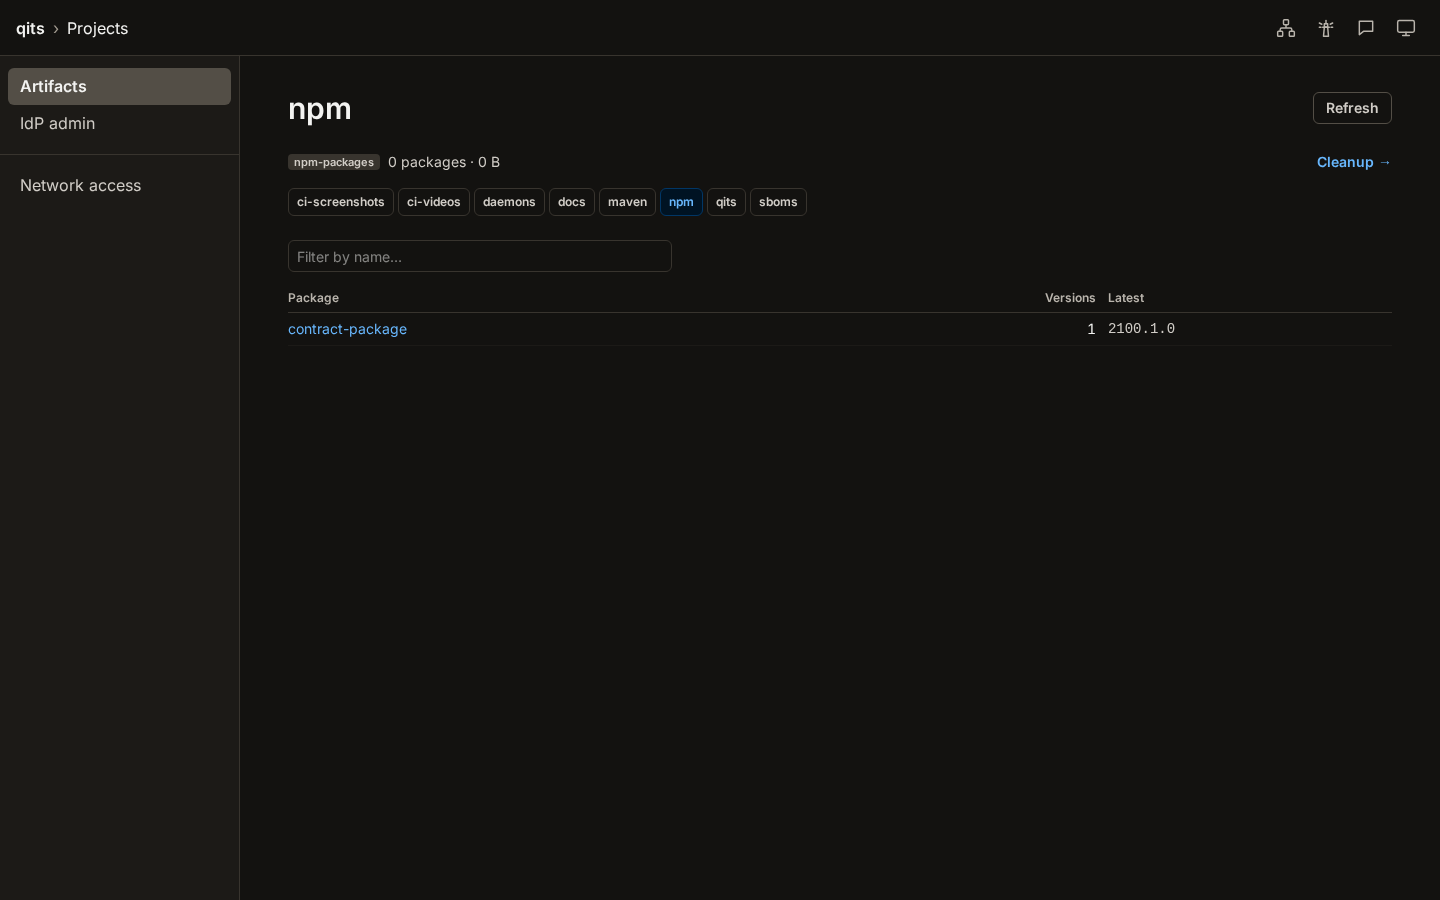 qits › Projects
Artifacts
IdP admin
Network access
npm
Refresh
npm-packages 0 packages · 0 B
Cleanup →
ci-screenshots ci-videos daemons docs maven npm qits sboms
Filter by name...
Package Versions Latest
contract-package 1 2100.1.0